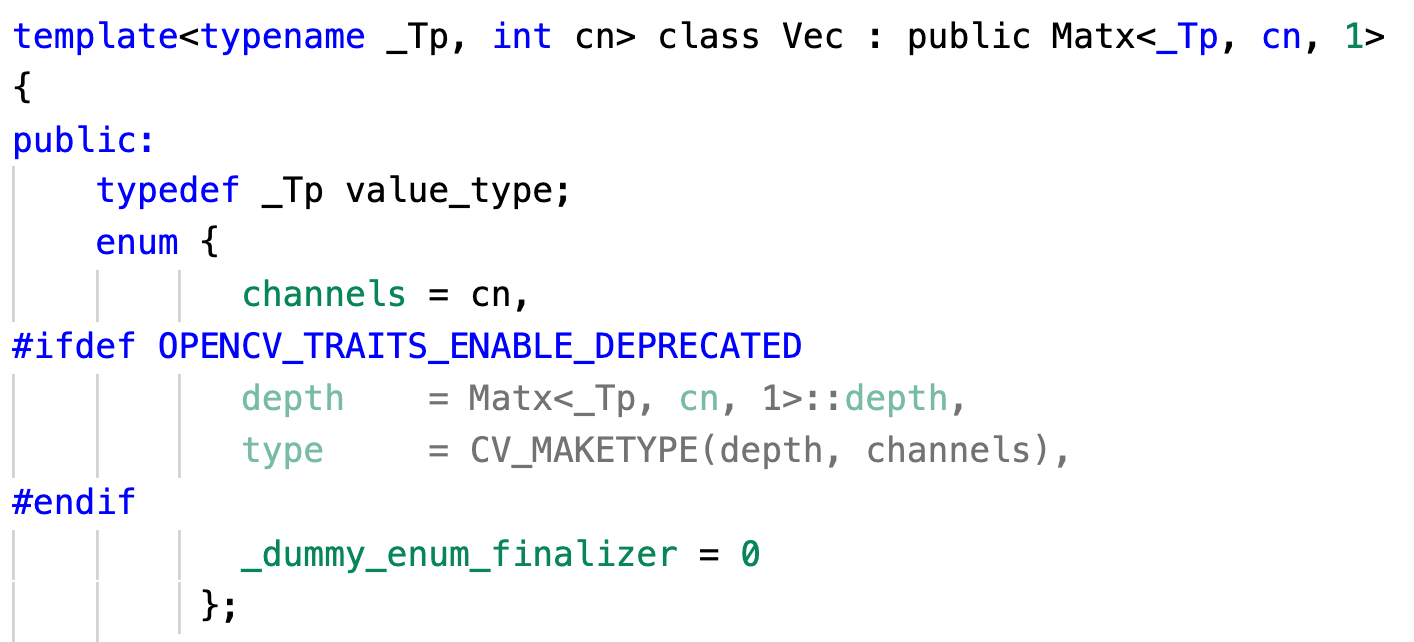 template<typename _Tp, int cn> class Vec : public Matx<_Tp, cn, 1>
{
public:
    typedef _Tp value_type;
    enum {
           channels = cn,
#ifdef OPENCV_TRAITS_ENABLE_DEPRECATED
           depth    = Matx<_Tp, cn, 1>::depth,
           type     = CV_MAKETYPE(depth, channels),
#endif
           _dummy_enum_finalizer = 0
         };